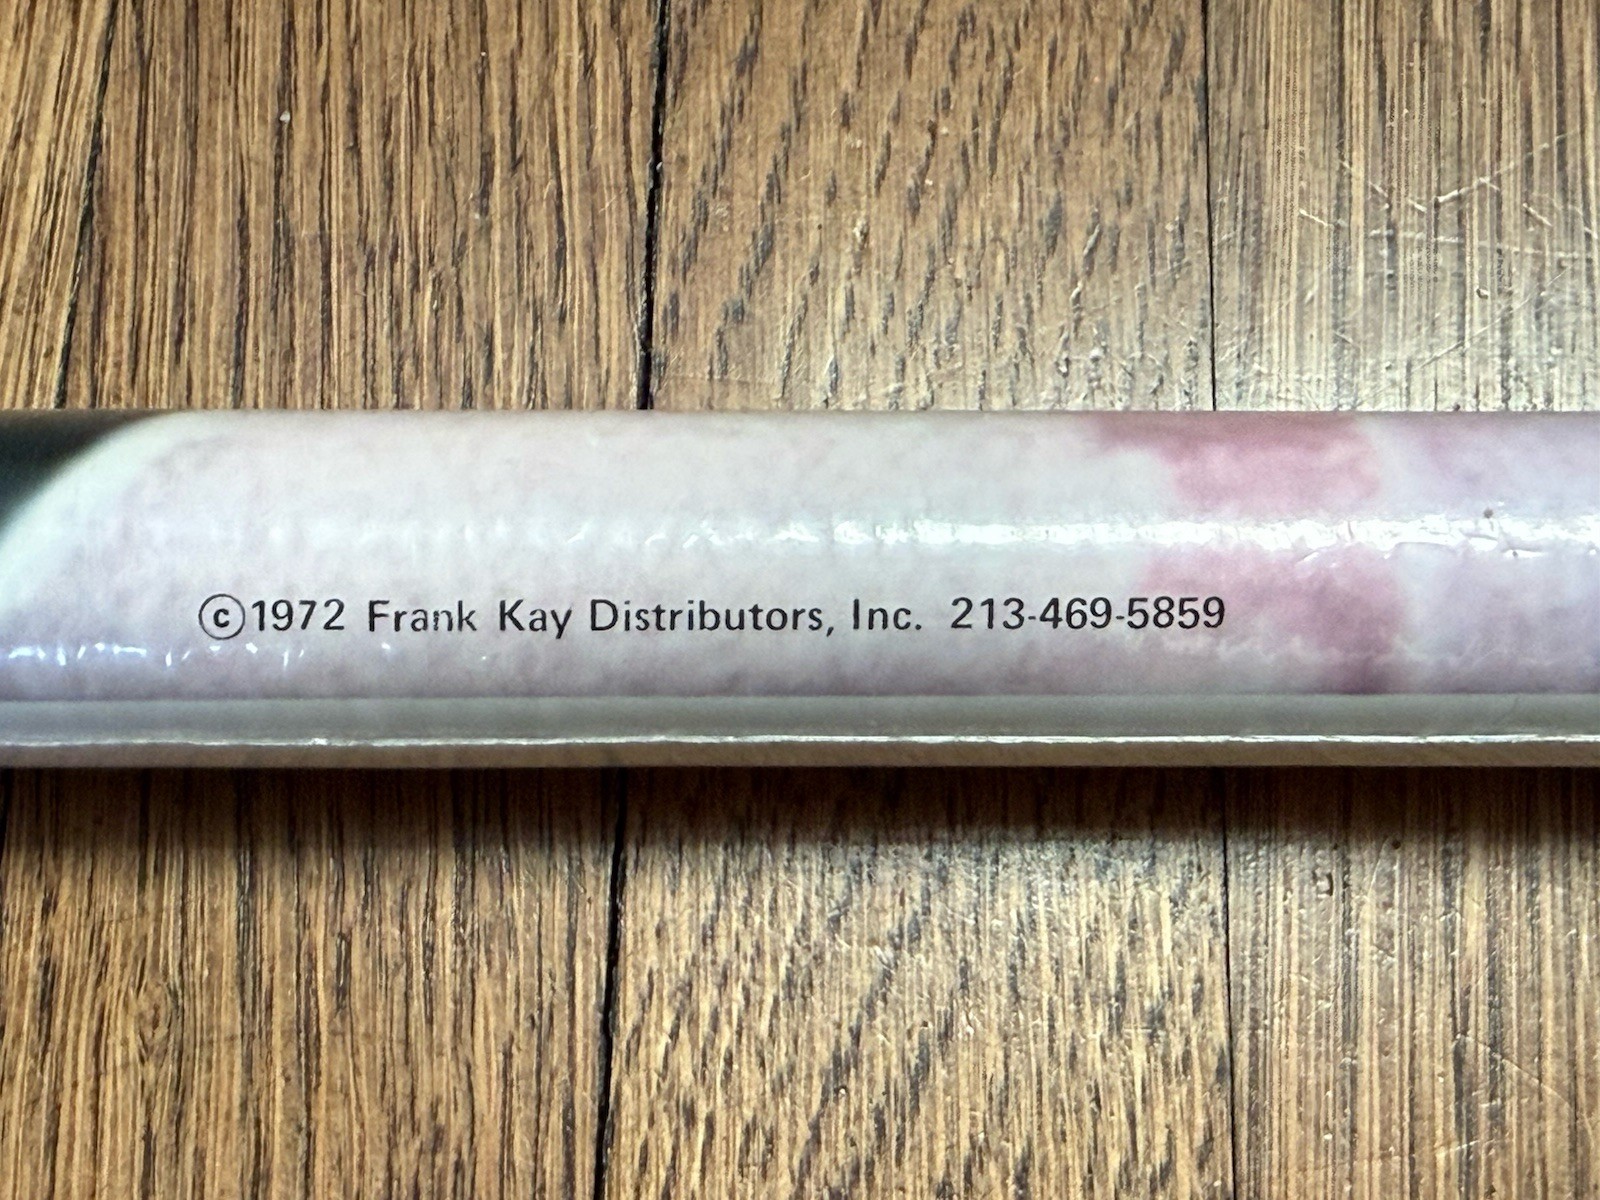 ©1972 Frank Kay Distributors, Inc. 213-469-5859